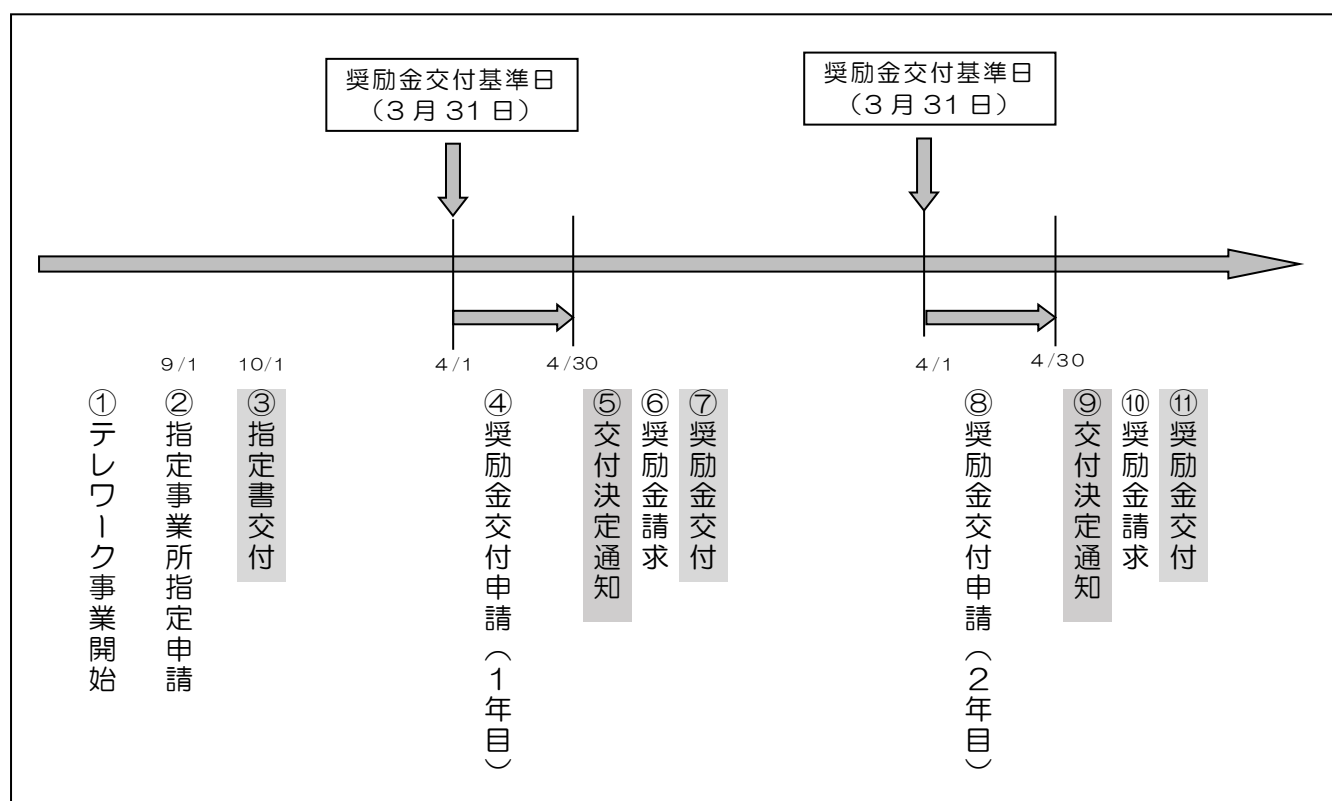 奨励金交付基準日
（3月31日）
奨励金交付基準日
（3月31日）
9/1
10/1
4/1
4/30
4/1
4/30
①テレワーク事業開始
②指定事業所指定申請
③指定書交付
④奨励金交付申請（1年目）
⑤交付決定通知
⑥奨励金請求
⑦奨励金交付
⑧奨励金交付申請（2年目）
⑨交付決定通知
⑩奨励金請求
⑪奨励金交付